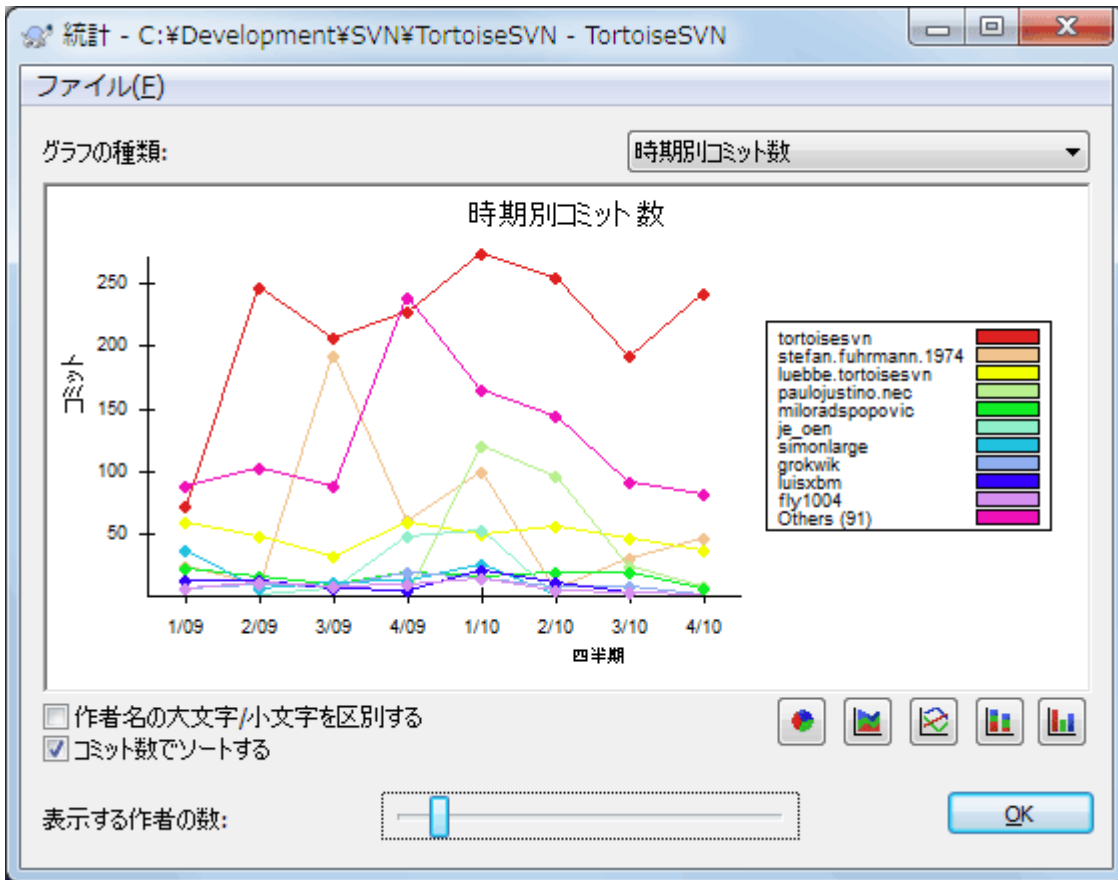 統計 - C:¥Development¥SVN¥TortoiseSVN - TortoiseSVN
ファイル(F)
グラフの種類:
時期別コミット数
時期別コミット数
コミット
250
200
150
100
50
1/09 2/09 3/09 4/09 1/10 2/10 3/10 4/10
四半期
tortoisesvn
stefan.fuhrmann.1974
luebbe.tortoisesvn
paulojustino.nec
miloradspopovic
je_oen
simonlarge
grokwik
luisxbm
fly1004
Others (91)
作者名の大文字/小文字を区別する
コミット数でソートする
表示する作者の数:
OK